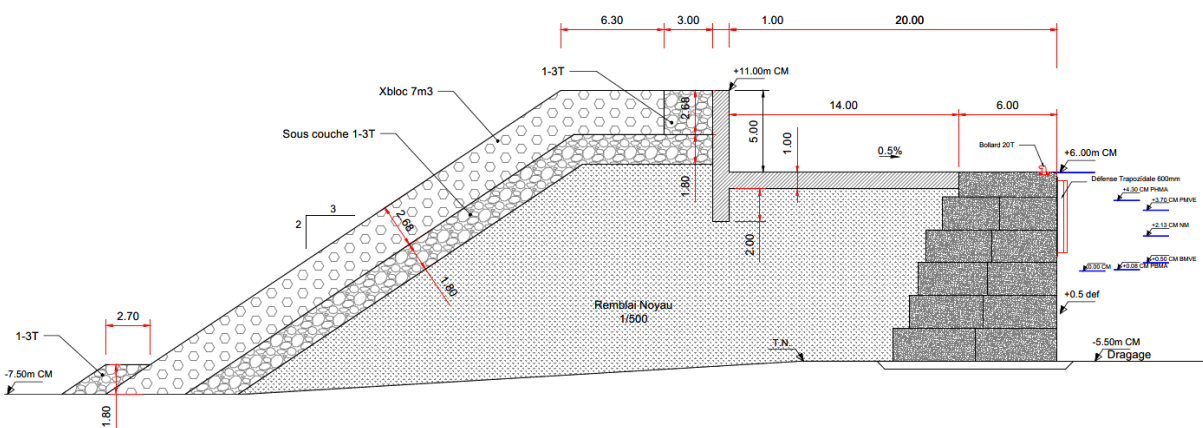 6.30
3.00
1.00
20.00
1-3T
+11.00m CM
Xbloc 7m3
2.68
14.00
6.00
Sous couche 1-3T
5.00
1.00
0.5%
Bollard 20T
+6..00m CM
1.80
Défense Trapozïdale 600mm
+4.30 CM PHMA
+3.70 CM PMVE
3
2
2.68
2.00
+2.13 CM NM
1.80
+0.50 CM BMVE
0.00 CM
+0.08 CM PBMA
Remblai Noyau
1/500
+0.5 def
2.70
1-3T
T.N.
-5.50m CM
Dragage
-7.50m CM
1.80